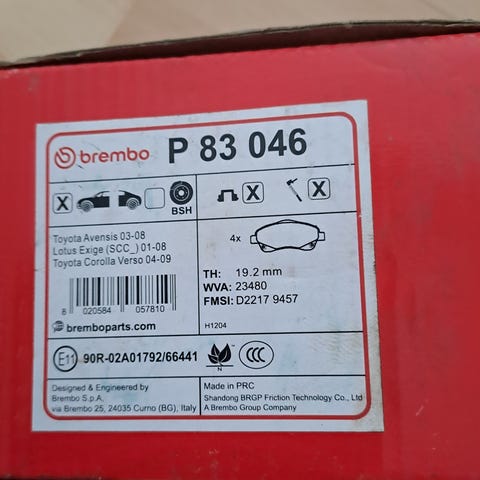 brembo P 83 046
X BSH X X
Toyota Avensis 03-08
Lotus Exige (SCC_) 01-08
Toyota Corolla Verso 04-09
4x
8 020584 057810
TH: 19.2 mm
WVA: 23480
FMSI: D2217 9457
bremboparts.com
H1204
E11 90R-02A01792/66441
N
CCC
Designed & Engineered by
Brembo S.p.A.
via Brembo 25, 24035 Curno (BG), Italy
Made in PRC
Shandong BRGP Friction Technology Co., Ltd
A Brembo Group Company